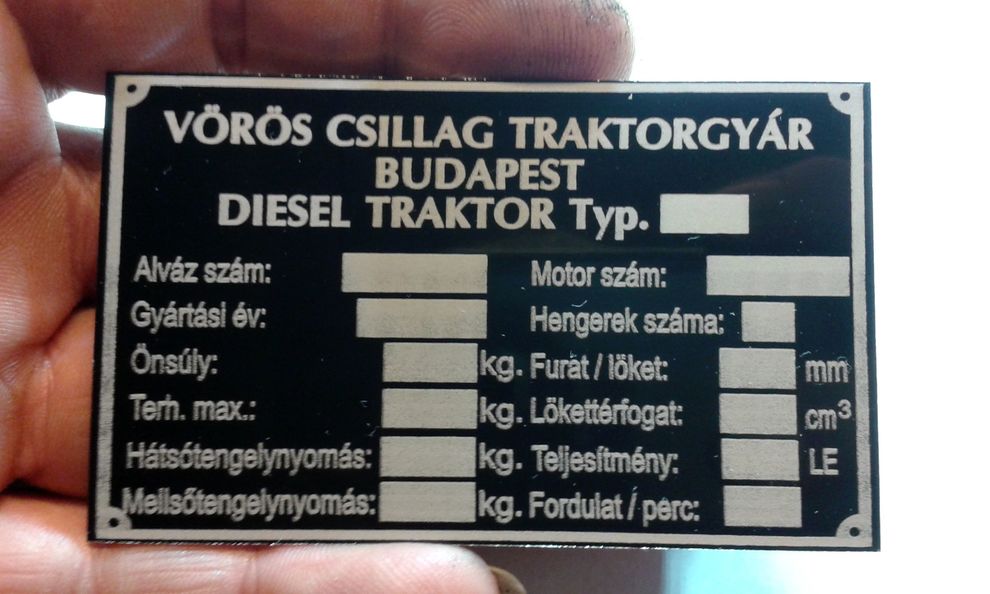 VÖRÖS CSILLAG TRAKTORGYÁR
BUDAPEST
DIESEL TRAKTOR Typ.
Alváz szám: Motor szám:
Gyártási év: Hengerek száma:
Önsúly: kg. Furat / löket: mm
Terh. max.: kg. Lökettérfogat: cm³
Hátsótengelynyomás: kg. Teljesítmény: LE
Mellsőtengelynyomás: kg. Fordulat / perc: